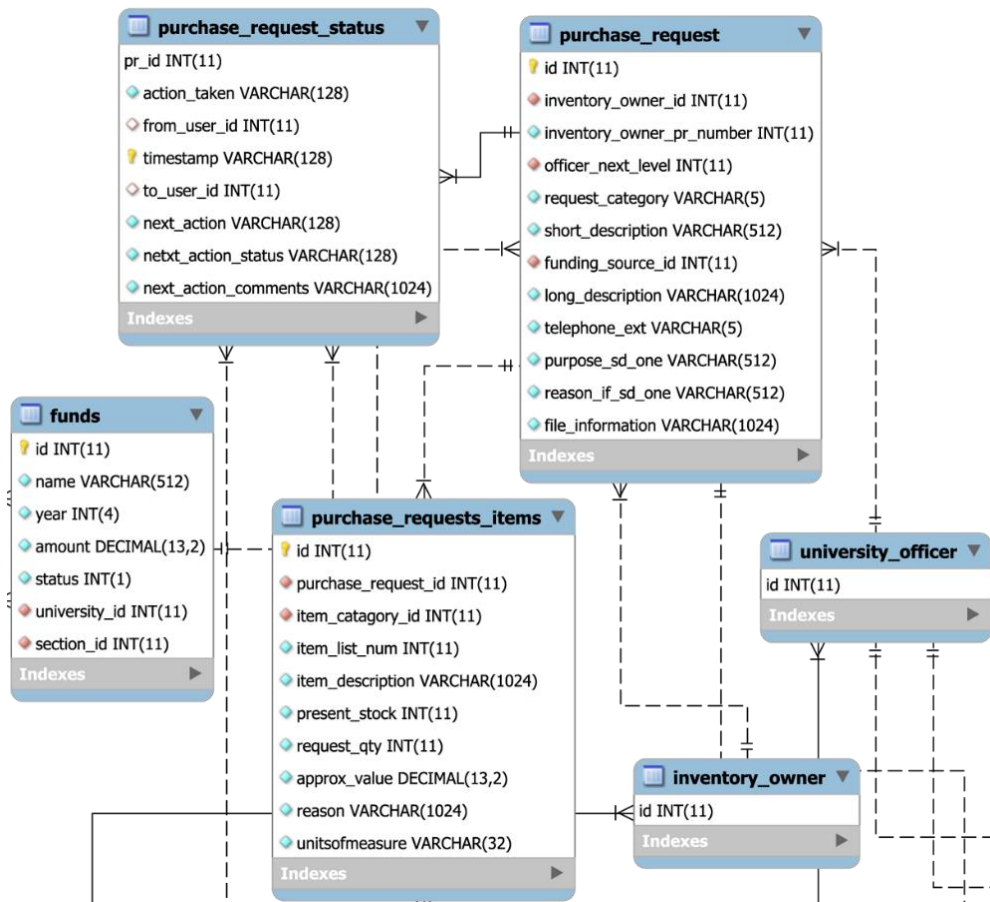 purchase_request_status
pr_id INT(11)
action_taken VARCHAR(128)
from_user_id INT(11)
timestamp VARCHAR(128)
to_user_id INT(11)
next_action VARCHAR(128)
netxt_action_status VARCHAR(128)
next_action_comments VARCHAR(1024)
Indexes
purchase_request
id INT(11)
inventory_owner_id INT(11)
inventory_owner_pr_number INT(11)
officer_next_level INT(11)
request_category VARCHAR(5)
short_description VARCHAR(512)
funding_source_id INT(11)
long_description VARCHAR(1024)
telephone_ext VARCHAR(5)
purpose_sd_one VARCHAR(512)
reason_if_sd_one VARCHAR(512)
file_information VARCHAR(1024)
Indexes
funds
id INT(11)
name VARCHAR(512)
year INT(4)
amount DECIMAL(13,2)
status INT(1)
university_id INT(11)
section_id INT(11)
Indexes
purchase_requests_items
id INT(11)
purchase_request_id INT(11)
item_catagory_id INT(11)
item_list_num INT(11)
item_description VARCHAR(1024)
present_stock INT(11)
request_qty INT(11)
approx_value DECIMAL(13,2)
reason VARCHAR(1024)
unitsofmeasure VARCHAR(32)
Indexes
university_officer
id INT(11)
Indexes
inventory_owner
id INT(11)
Indexes